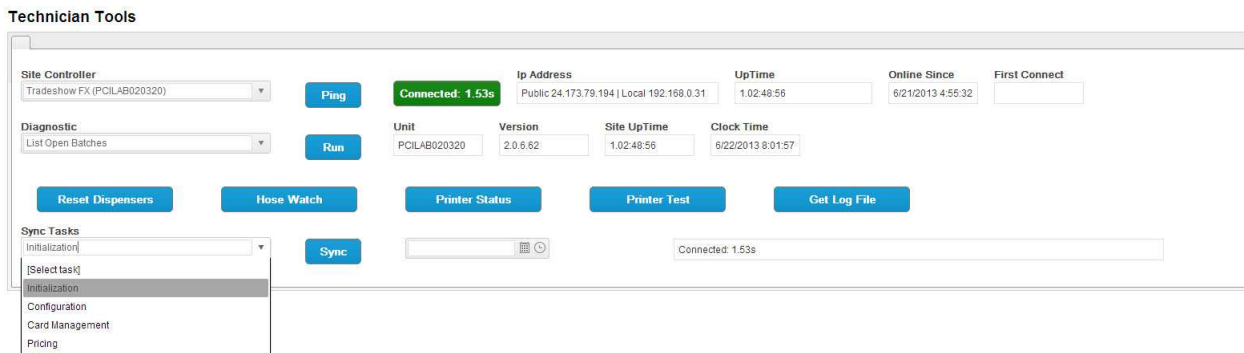 Technician Tools
Site Controller Ip Address UpTime Online Since First Connect
Tradeshow FX (PCILAB020320) Ping Connected: 1.53s Public 24.173.79.194 | Local 192.168.0.31 1.02:48:56 6/21/2013 4:55:32
Diagnostic Unit Version Site UpTime Clock Time
List Open Batches Run PCILAB020320 2.0.6.62 1.02:48:56 6/22/2013 8:01:57
Reset Dispensers Hose Watch Printer Status Printer Test Get Log File
Sync Tasks
Initialization Sync Connected: 1.53s
[Select task]
Initialization
Configuration
Card Management
Pricing